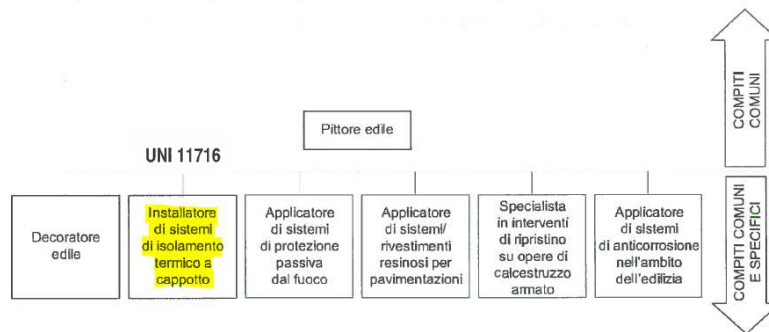 Pittore edile
UNI 11716
Decoratore
edile
Installatore
di sistemi
di isolamento
termico a
cappotto
Applicatore
di sistemi
di protezione
passiva
dal fuoco
Applicatore
di sistemi/
rivestimenti
resinosi per
pavimentazioni
Specialista
in interventi
di ripristino
su opere di
calcestruzzo
armato
Applicatore
di sistemi
di anticorrosione
nell'ambito
dell'edilizia
COMPITI
COMUNI
COMPITI COMUNI
E SPECIFICI